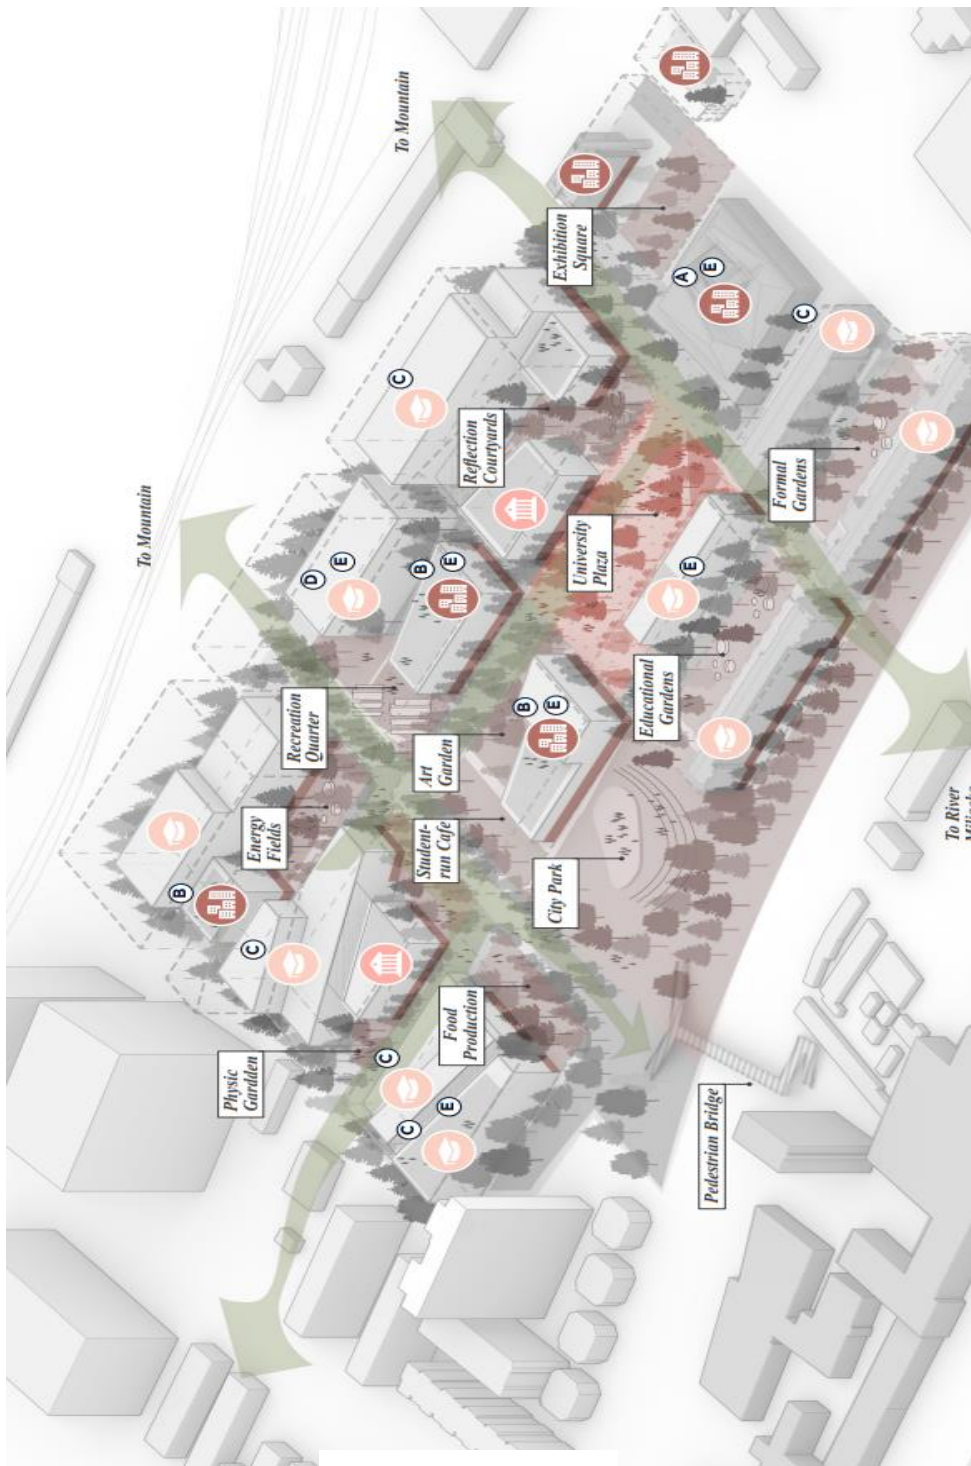 To Mountain
B
Physic
Gardden
C
Energy
Fields
Recreation
Quarter
D
E
C
To Mountain
C
C
E
B
E
Student-
run Cafe
Art
Garden
Food
Production
Reflection
Courtyards
B
E
City Park
Exhibition
Square
University
Plaza
Educational
Gardens
E
A
E
Pedestrian Bridge
Formal
Gardens
C
To River